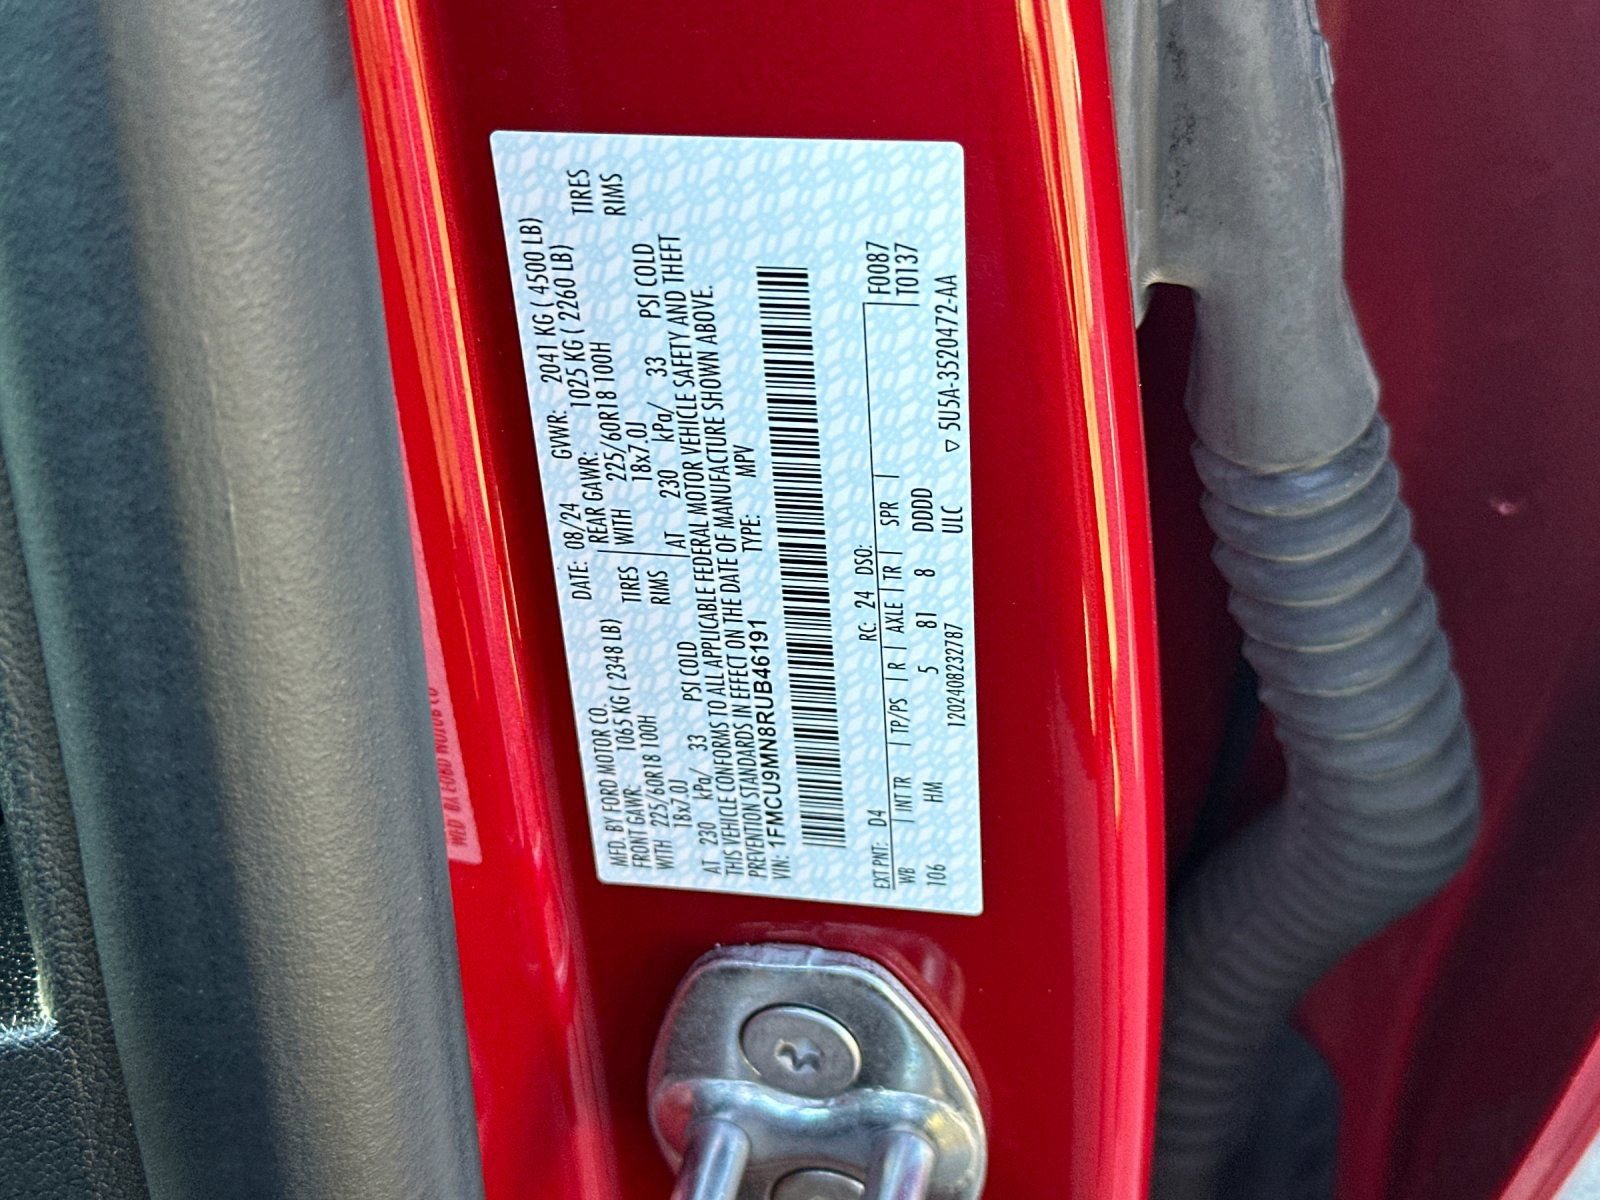 MFD. BY FORD MOTOR CO.
DATE: 08/24 GVWR: 2041 KG ( 4500 LB)
FRONT GAWR: 1065 KG ( 2348 LB) REAR GAWR: 1025 KG ( 2260 LB)
WITH 225/60R18 100H TIRES WITH 225/60R18 100H TIRES
18x7.0J RIMS 18x7.0J RIMS
AT 230 kPa/ 33 PSI COLD AT 230 kPa/ 33 PSI COLD
THIS VEHICLE CONFORMS TO ALL APPLICABLE FEDERAL MOTOR VEHICLE SAFETY AND THEFT
PREVENTION STANDARDS IN EFFECT ON THE DATE OF MANUFACTURE SHOWN ABOVE.
VIN: 1FMCU9MN8RUB46191 TYPE: MPV
EXT PNT: D4 RC: 24 DSO: F0087
WB INT TR TP/PS R AXLE TR SPR T0137
106 HM 5 81 8 DDDD
120240823278​7 ULC ▽ 5U5A-3520472-AA